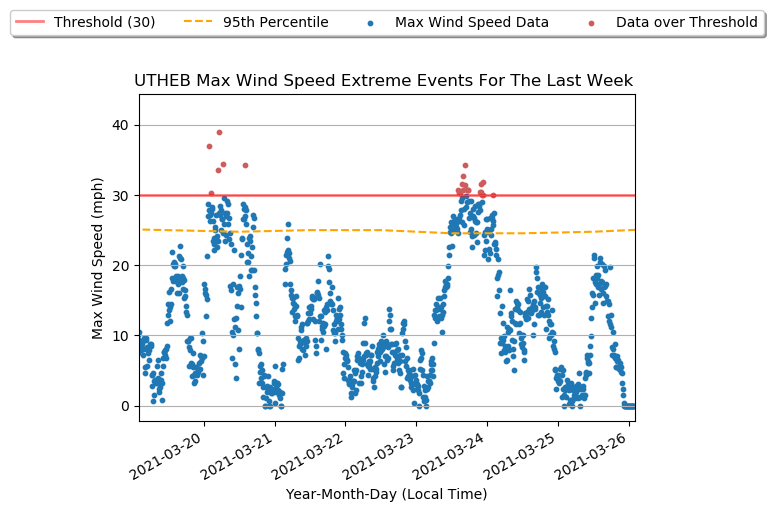 Threshold (30) 95th Percentile Max Wind Speed Data Data over Threshold
UTHEB Max Wind Speed Extreme Events For The Last Week
Max Wind Speed (mph)
40
30
20
10
0
2021-03-20 2021-03-21 2021-03-22 2021-03-23 2021-03-24 2021-03-25 2021-03-26
Year-Month-Day (Local Time)